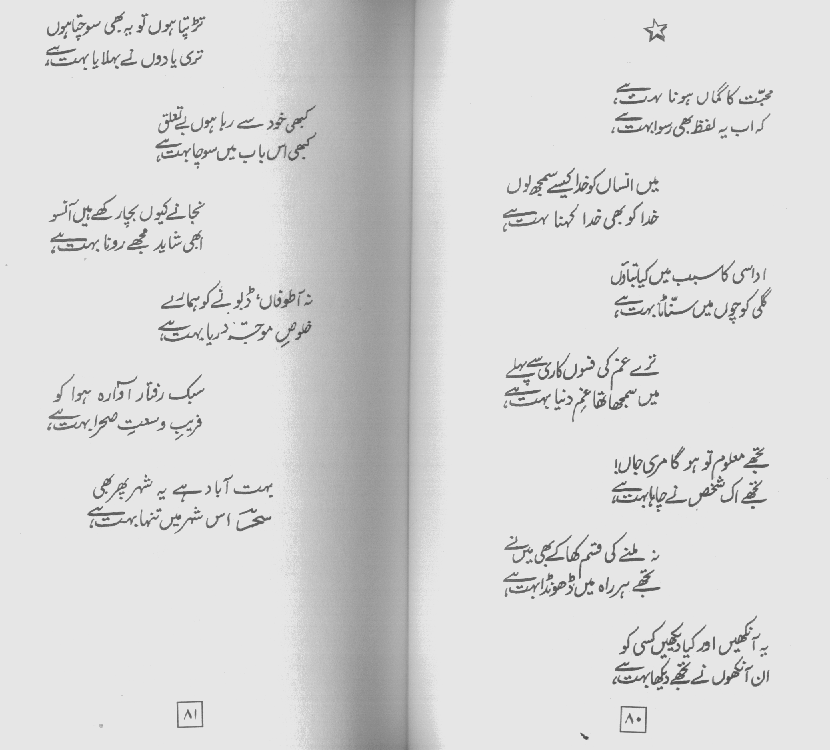 محبّت کا گماں ہونا بہت ہے
کہ اب یہ لفظ بھی رسوا بہت ہے
میں انساں کو خدا کیسے سمجھ لوں
خدا کو بھی خدا کہنا بہت ہے
اداسی کا سبب میں کیا بتاؤں
گلی کوچوں میں سنّاٹا بہت ہے
ترے غم کی فسوں کاری سے پہلے
میں سمجھا تھا غمِ دنیا بہت ہے
تجھے معلوم تو ہو گا مری جاں!
تجھے اک شخص نے چاہا بہت ہے
نہ ملنے کی قسم کھا کے بھی میں نے
تجھے ہر راہ میں ڈھونڈا بہت ہے
یہ آنکھیں اور کیا دیکھیں کسی کو
ان آنکھوں نے تجھے دیکھا بہت ہے
۸۰
تڑپتا ہوں تو یہ بھی سوچتا ہوں
تری یادوں نے بہلایا بہت ہے
کبھی خود سے رہا ہوں بے تعلق
کبھی اس باب میں سوچا بہت ہے
نجانے کیوں بچا رکھے ہیں آنسو
ابھی شاید مجھے رونا بہت ہے
نہ آ طوفاں! ڈبونے کو ہمارے
خلوصِ موجۂ دریا بہت ہے
سبک رفتار آوارہ ہوا کو
فریبِ وسعتِ صحرا بہت ہے
بہت آباد ہے یہ شہر پھر بھی
سحر اس شہر میں تنہا بہت ہے
۸۱